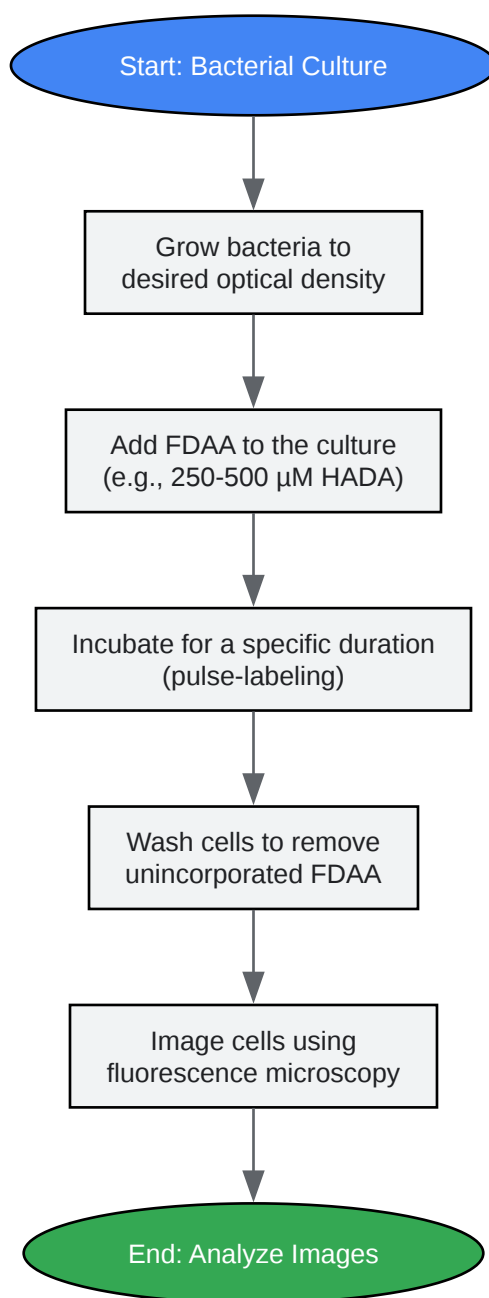 Start: Bacterial Culture
Grow bacteria to
desired optical density
Add FDAA to the culture
(e.g., 250-500 µM HADA)
Incubate for a specific duration
(pulse-labeling)
Wash cells to remove
unincorporated FDAA
Image cells using
fluorescence microscopy
End: Analyze Images